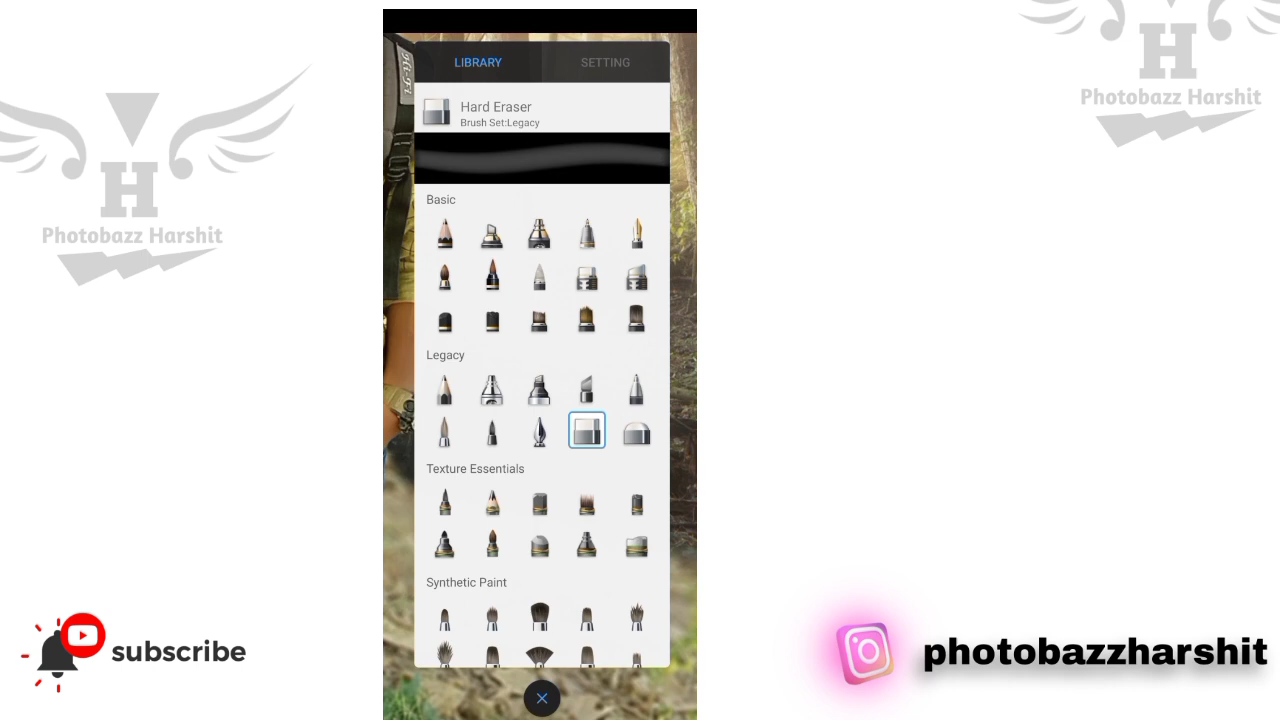 LIBRARY
SETTING
Hard Eraser
Brush Set:Legacy
Basic
Legacy
Texture Essentials
Synthetic Paint
H
Photobazz Harshit
H
Photobazz Harshit
subscribe
photobazzharshit